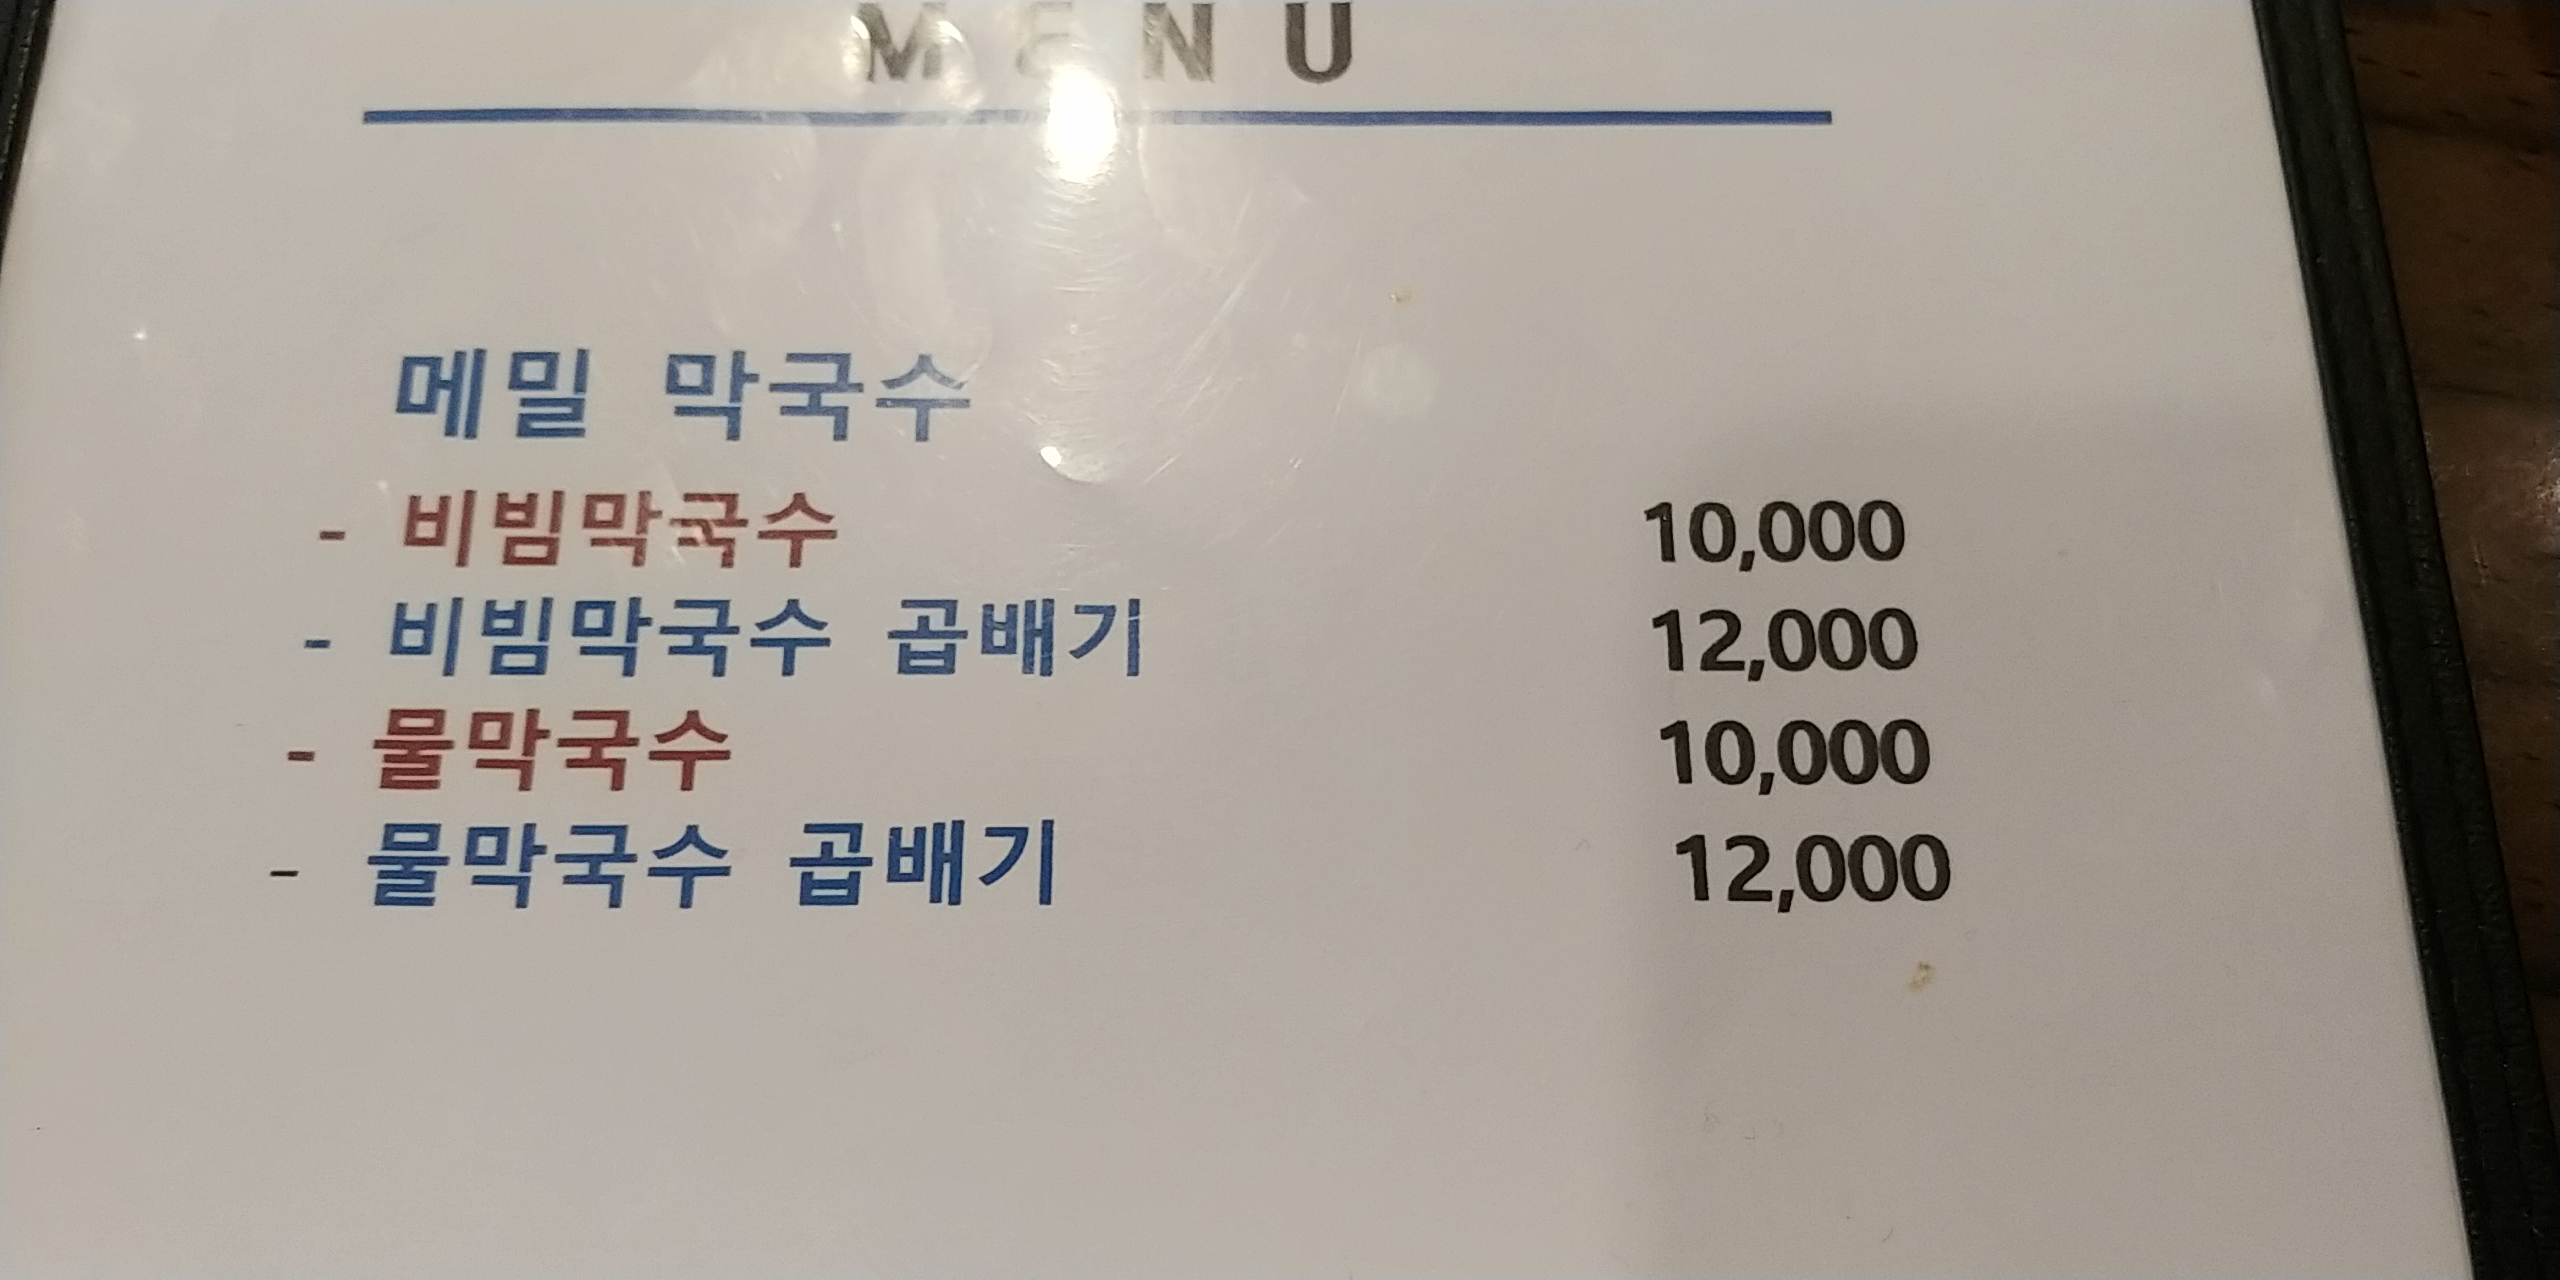 MENU
메밀 막국수
- 비빔막국수 10,000
- 비빔막국수 곱배기 12,000
- 물막국수 10,000
- 물막국수 곱배기 12,000